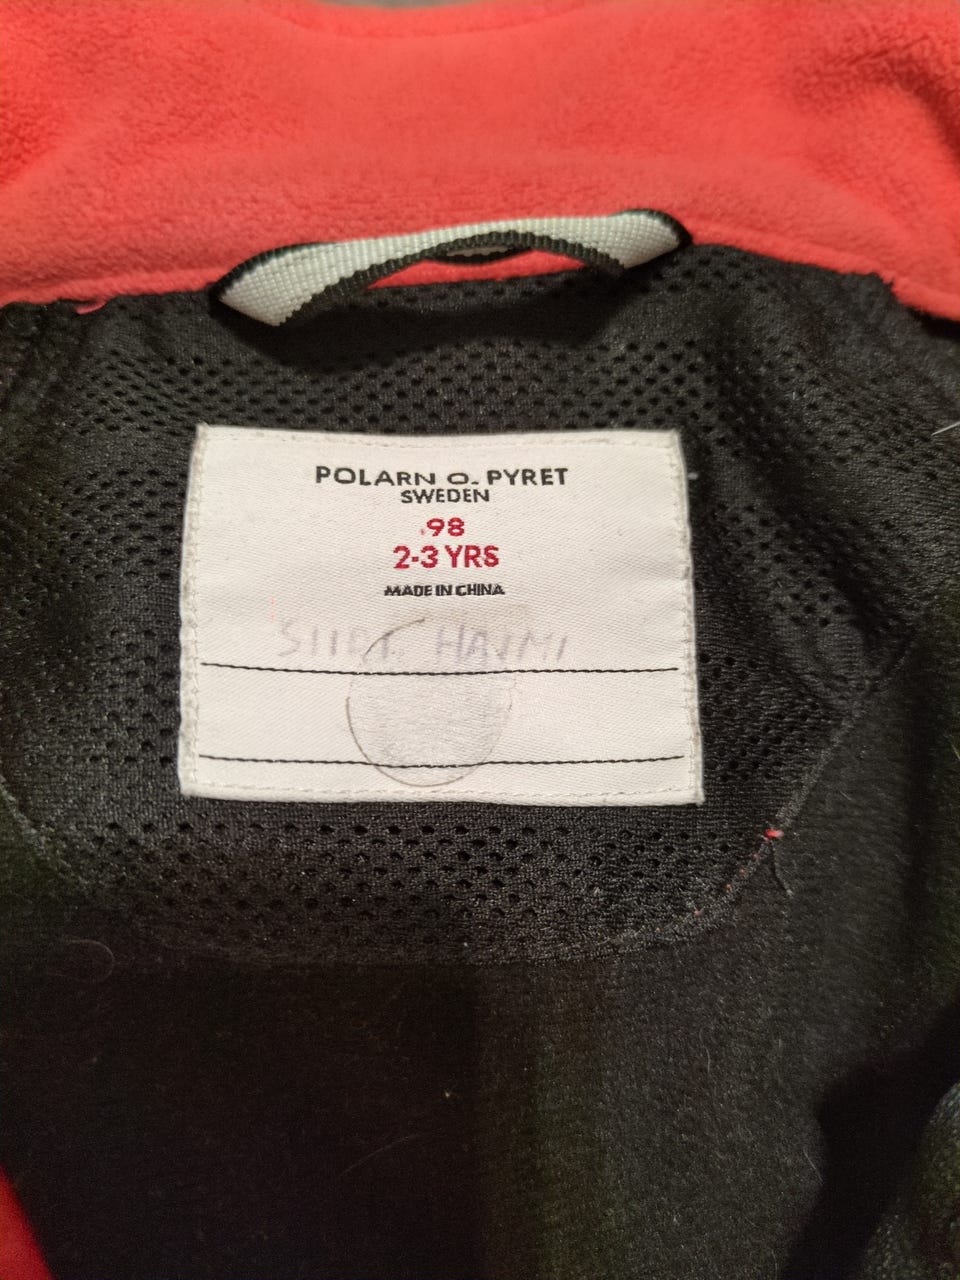 POLARN O. PYRET
SWEDEN
98
2-3 YRS
MADE IN CHINA